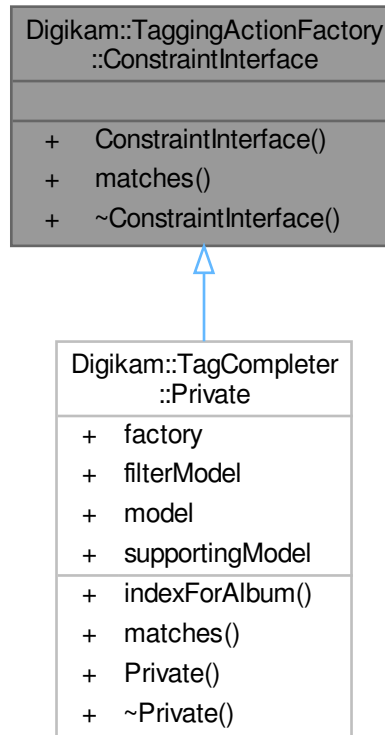 Digikam::TaggingActionFactory
::ConstraintInterface
+ ConstraintInterface()
+ matches()
+ ~ConstraintInterface()
Digikam::TagCompleter
::Private
+ factory
+ filterModel
+ model
+ supportingModel
+ indexForAlbum()
+ matches()
+ Private()
+ ~Private()